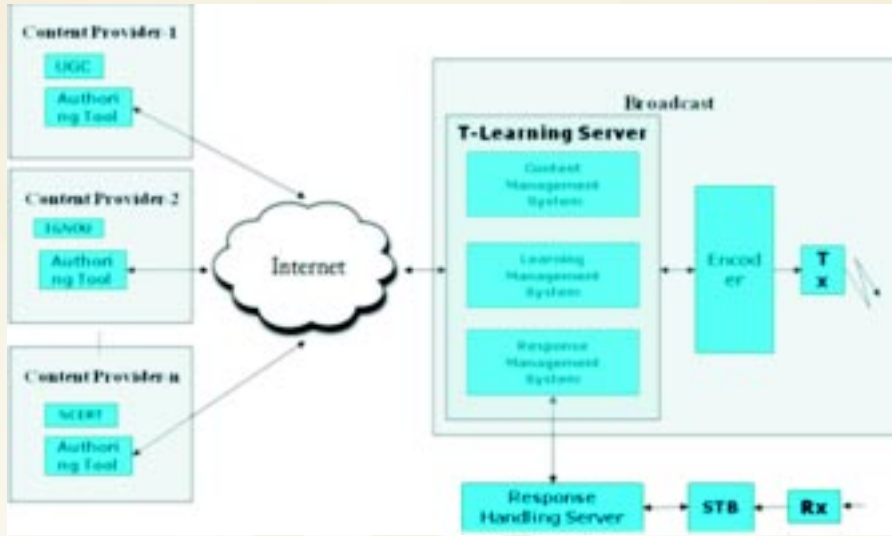 Content Provider-1
UGC
Authori
ng Tool
Content Provider-2
IGNOU
Authori
ng Tool
Content Provider-n
SCERT
Authori
ng Tool
Internet
Broadcast
T-Learning Server
Content
Management
System
Learning
Management
System
Response
Management
System
Encod
er
T
x
Response
Handling Server
STB
Rx